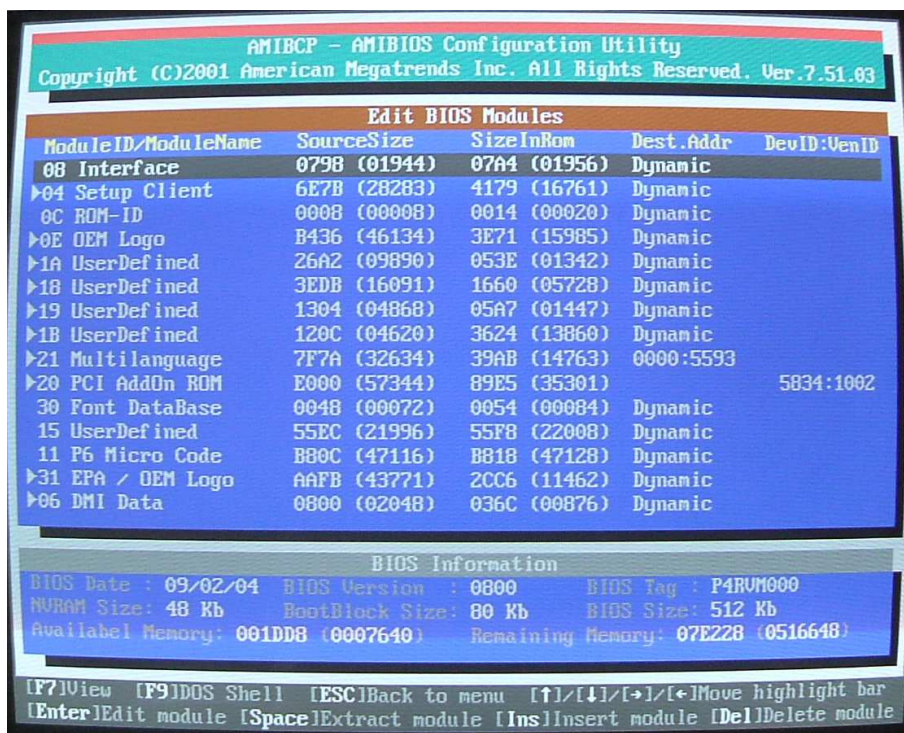 AMIBCP - AMIBIOS Configuration Utility
Copyright (C)2001 American Megatrends Inc. All Rights Reserved. Ver.7.51.03
Edit BIOS Modules
ModuleID/ModuleName SourceSize SizeInRom Dest.Addr DevID:VenID
08 Interface 0798 (01944) 07A4 (01956) Dynamic
▶04 Setup Client 6E7B (28283) 4179 (16761) Dynamic
0C ROM-ID 0008 (00008) 0014 (00020) Dynamic
▶0E OEM Logo B436 (46134) 3E71 (15985) Dynamic
▶1A UserDefined 26A2 (09890) 053E (01342) Dynamic
▶18 UserDefined 3EDB (16091) 1660 (05728) Dynamic
▶19 UserDefined 1304 (04868) 05A7 (01447) Dynamic
▶1B UserDefined 120C (04620) 3624 (13860) Dynamic
▶21 Multilanguage 7F7A (32634) 39AB (14763) 0000:5593
▶20 PCI AddOn ROM E000 (57344) 89E5 (35301) 5834:1002
30 Font DataBase 0048 (00072) 0054 (00084) Dynamic
15 UserDefined 55EC (21996) 55F8 (22008) Dynamic
11 P6 Micro Code B80C (47116) B818 (47128) Dynamic
▶31 EPA / OEM Logo AAFB (43771) 2CC6 (11462) Dynamic
▶06 DMI Data 0800 (02048) 036C (00876) Dynamic
BIOS Information
BIOS Date : 09/02/04 BIOS Version : 0800 BIOS Tag : P4RVM000
NVRAM Size: 48 Kb BootBlock Size: 80 Kb BIOS Size: 512 Kb
Availabel Memory: 001DD8 (0007640) Remaining Memory: 07E228 (0516648)
[F7]View [F9]DOS Shell [ESC]Back to menu [↑]/[↓]/[→]/[←]Move highlight bar
[Enter]Edit module [Space]Extract module [Ins]Insert module [Del]Delete module